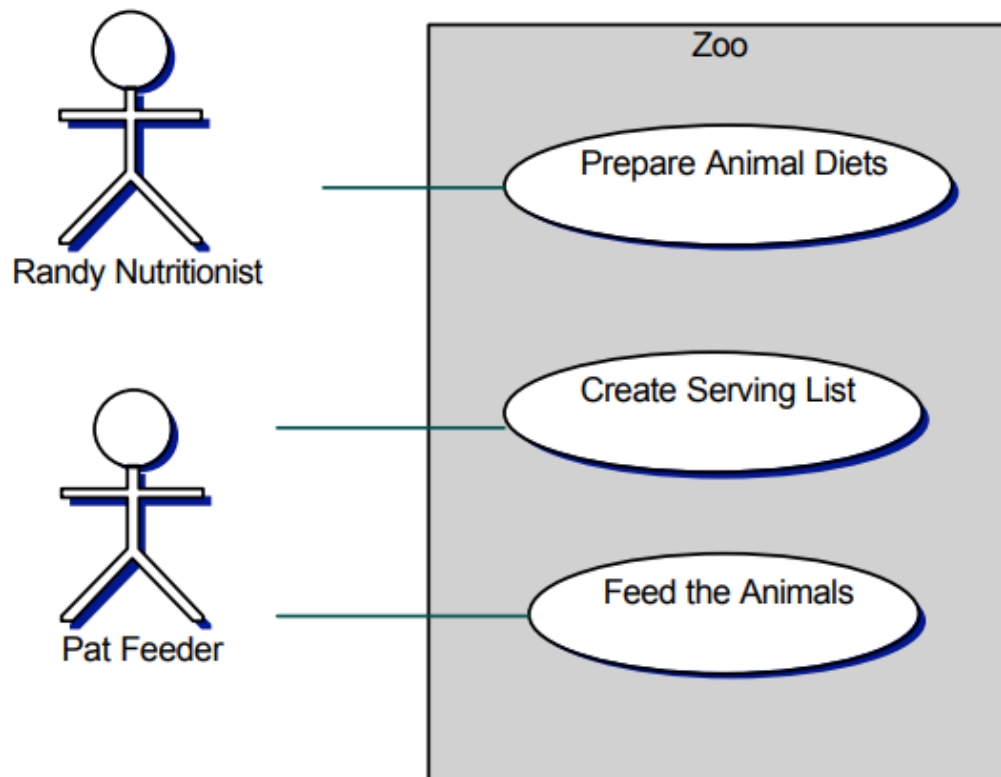 Zoo
Prepare Animal Diets
Randy Nutritionist
Create Serving List
Feed the Animals
Pat Feeder